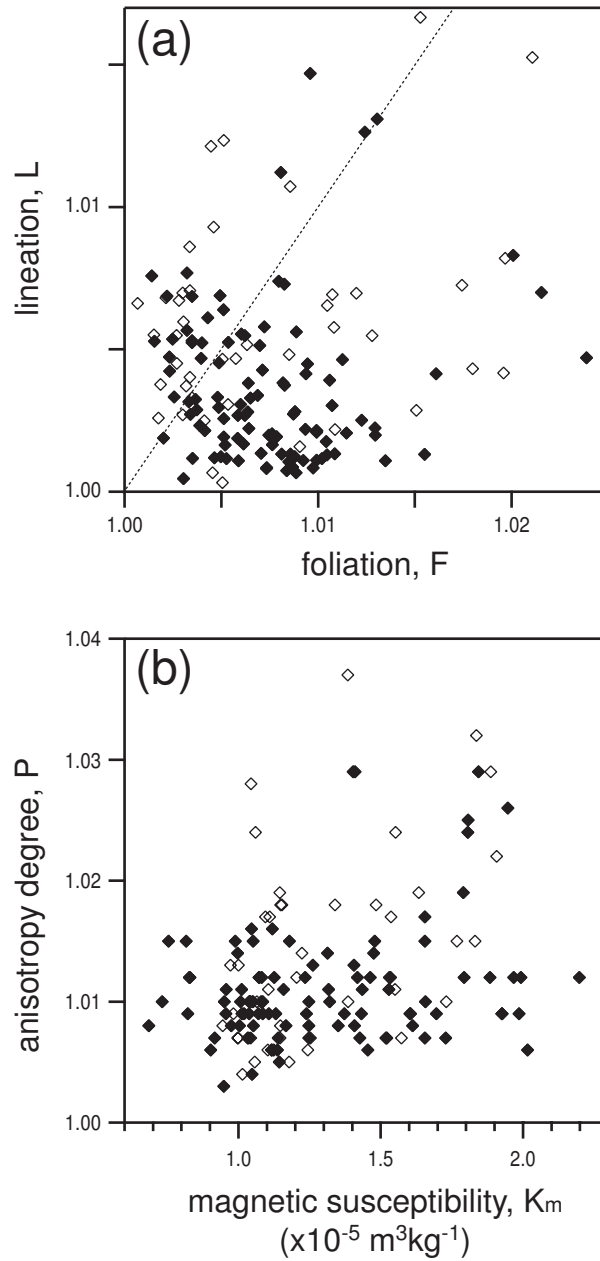 (a)
lineation, L
1.01
1.00
1.00
1.01
1.02
foliation, F
(b)
anisotropy degree, P
1.04
1.03
1.02
1.01
1.00
1.0
1.5
2.0
magnetic susceptibility, Km
(x10-5 m3kg-1)